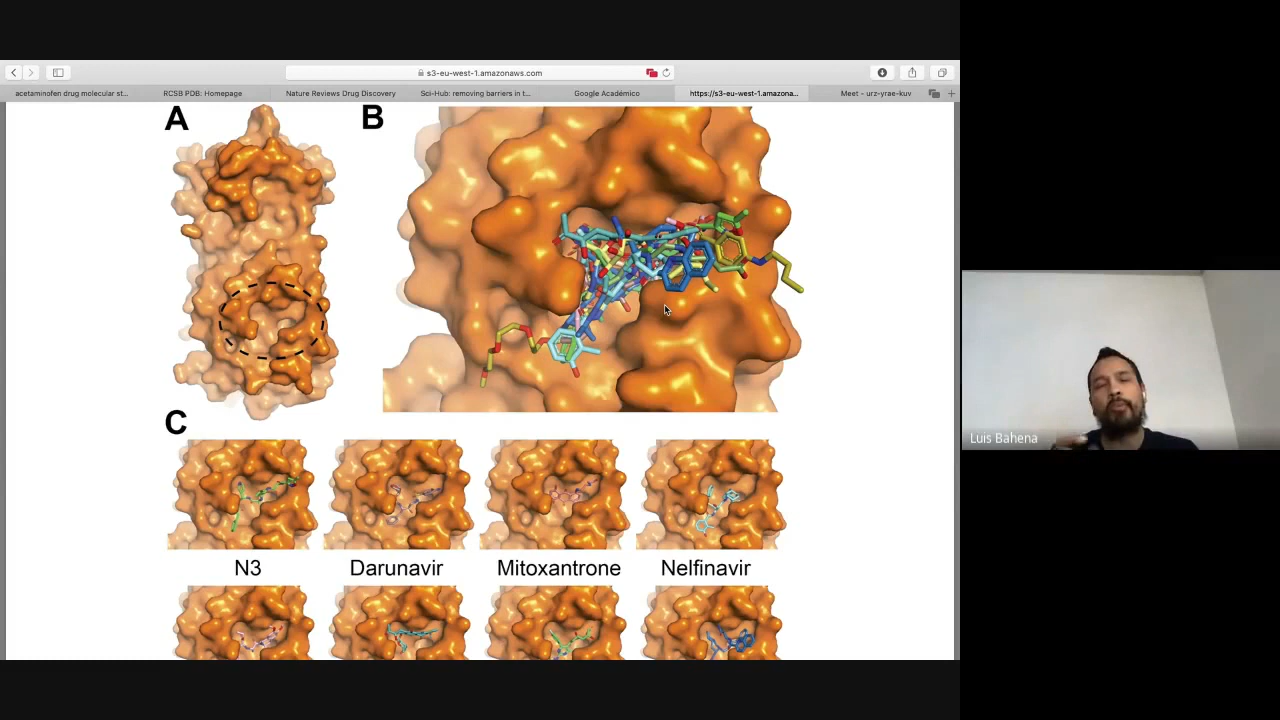 s3-eu-west-1.amazonaws.com
acetaminofen drug molecular st...
RCSB PDB: Homepage
Nature Reviews Drug Discovery
Sci-Hub: removing barriers in t...
Google Académico
https://s3-eu-west-1.amazona...
Meet – urz-yrae-kuv
A
B
C
N3
Darunavir
Mitoxantrone
Nelfinavir
Luis Bahena